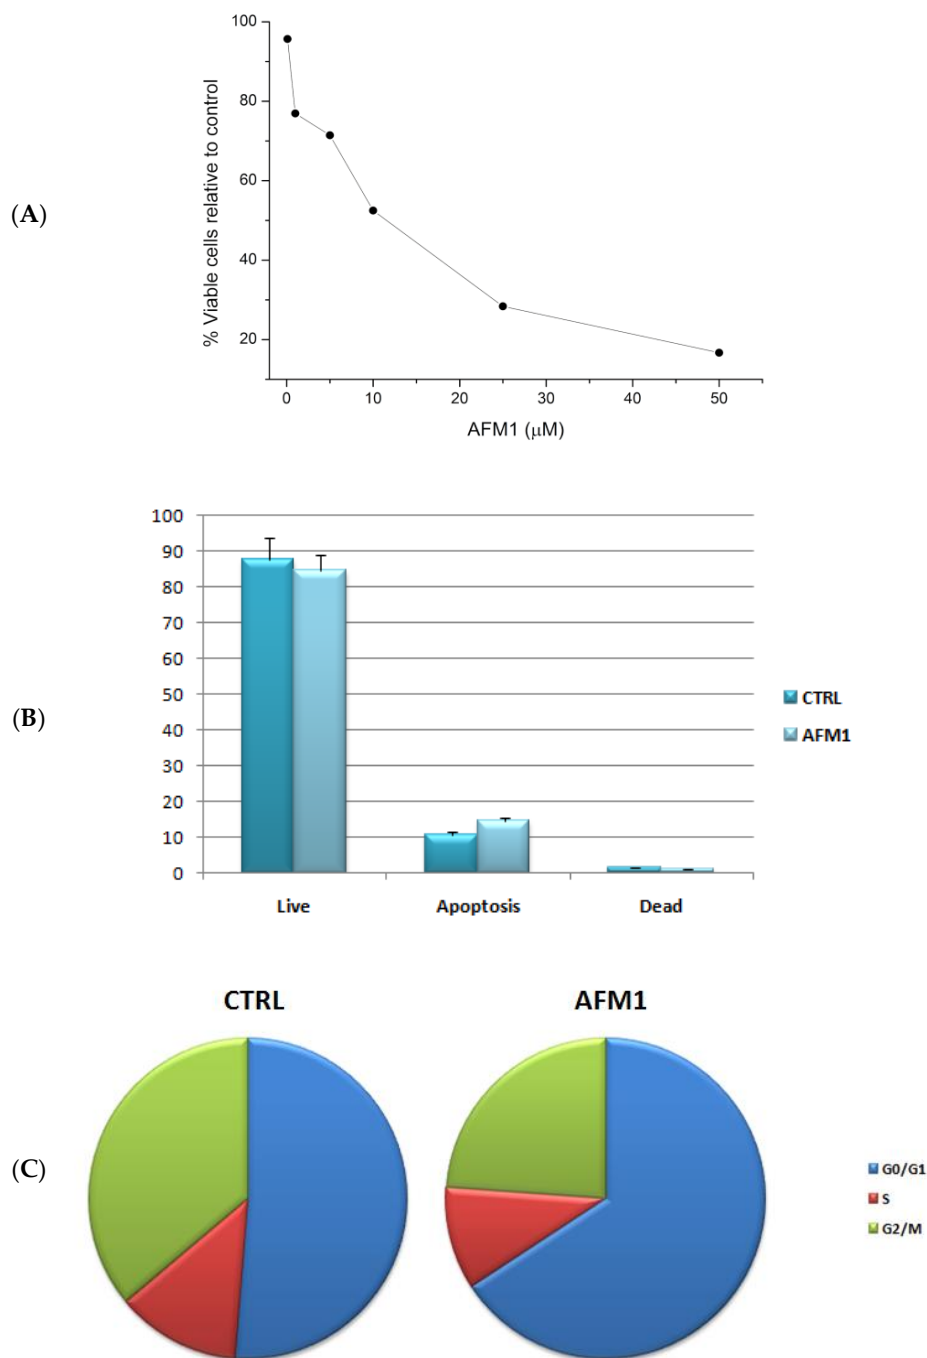 (A)
% Viable cells relative to control
100
80
60
40
20
0 10 20 30 40 50
AFM1 (μM)
(B)
100
90
80
70
60
50
40
30
20
10
0
Live Apoptosis Dead
CTRL
AFM1
(C)
CTRL AFM1
G0/G1
S
G2/M